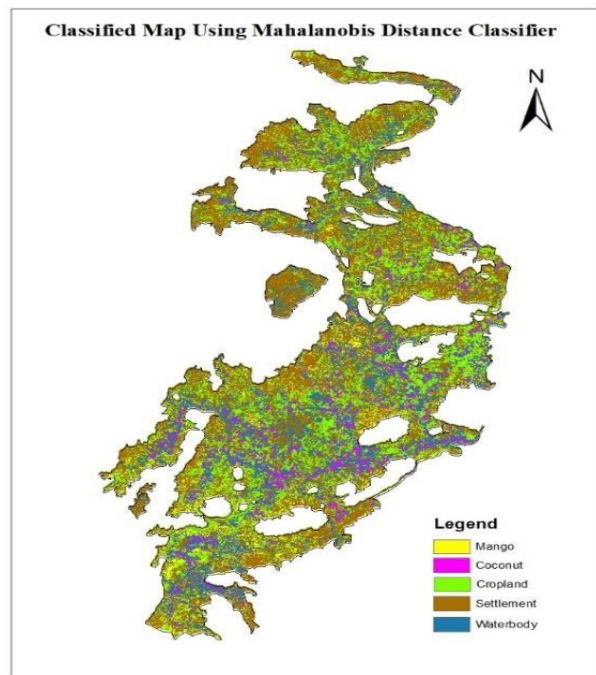 Classified Map Using Mahalanobis Distance Classifier
N
Legend
Mango
Coconut
Cropland
Settlement
Waterbody